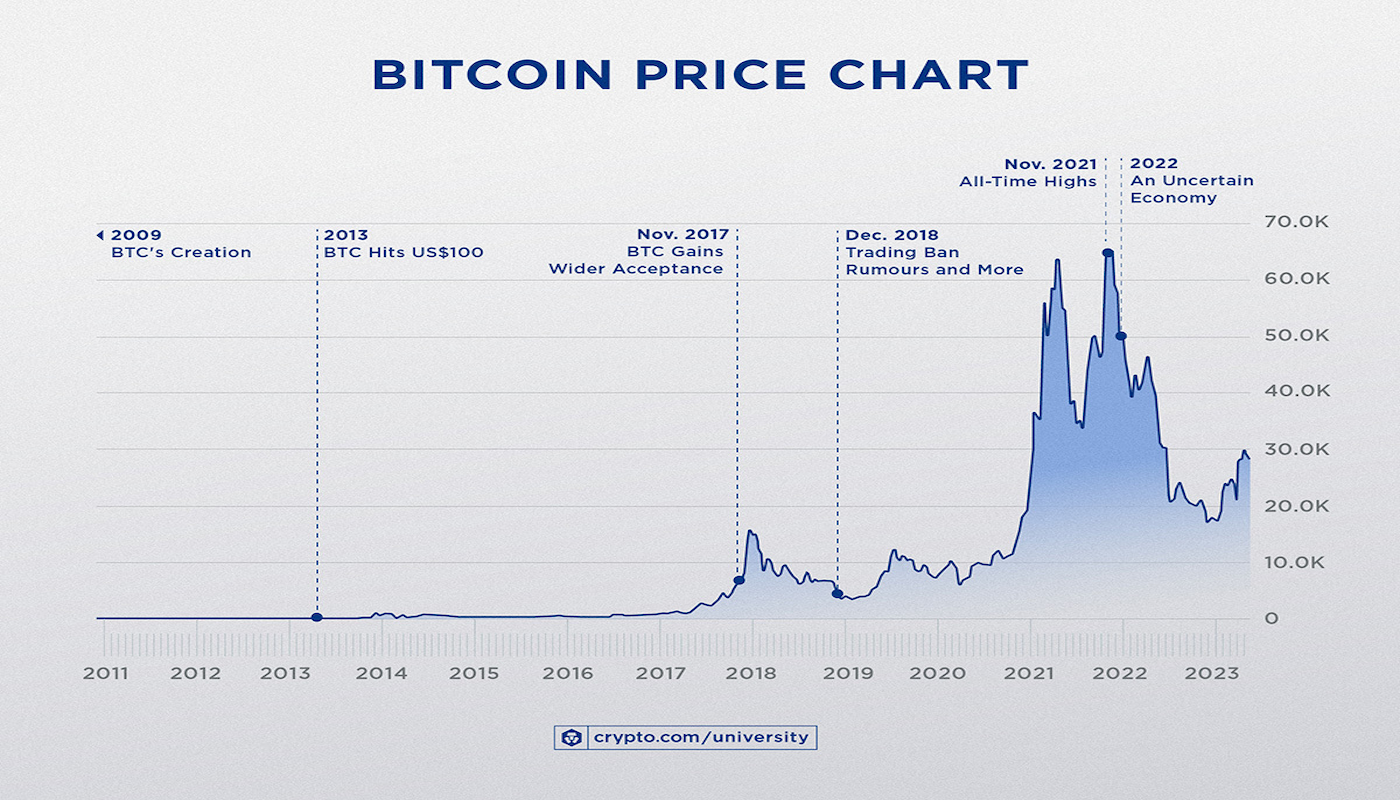 BITCOIN PRICE CHART
Nov. 2021
All-Time Highs
2022
An Uncertain
Economy
2009
BTC's Creation
2013
BTC Hits US$100
Nov. 2017
BTC Gains
Wider Acceptance
Dec. 2018
Trading Ban
Rumours and More
70.0K
60.0K
50.0K
40.0K
30.0K
20.0K
10.0K
0
2011 2012 2013 2014 2015 2016 2017 2018 2019 2020 2021 2022 2023
crypto.com/university